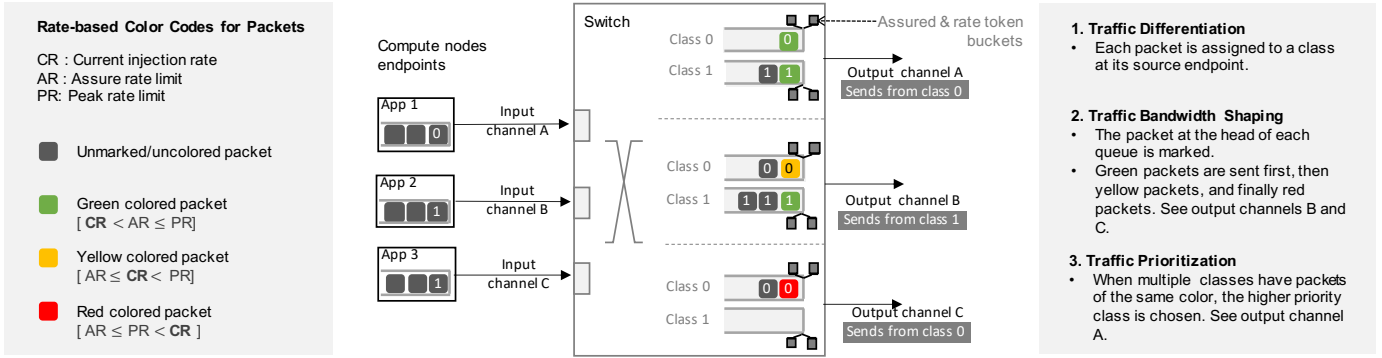 Rate-based Color Codes for Packets
CR : Current injection rate
AR : Assure rate limit
PR: Peak rate limit
Unmarked/uncolored packet
Green colored packet
[ CR < AR ≤ PR]
Yellow colored packet
[ AR ≤ CR < PR]
Red colored packet
[ AR ≤ PR < CR ]
Compute nodes
endpoints
App 1
0
App 2
1
App 3
1
Input
channel A
Input
channel B
Input
channel C
Switch
Class 0
0
Class 1
1 1
Class 0
0 0
Class 1
1 1 1
Class 0
0 0
Class 1
Assured & rate token
buckets
Output channel A
Sends from class 0
Output channel B
Sends from class 1
Output channel C
Sends from class 0
1. Traffic Differentiation
• Each packet is assigned to a class
at its source endpoint.
2. Traffic Bandwidth Shaping
• The packet at the head of each
queue is marked.
• Green packets are sent first, then
yellow packets, and finally red
packets. See output channels B and
C.
3. Traffic Prioritization
• When multiple classes have packets
of the same color, the higher priority
class is chosen. See output channel
A.